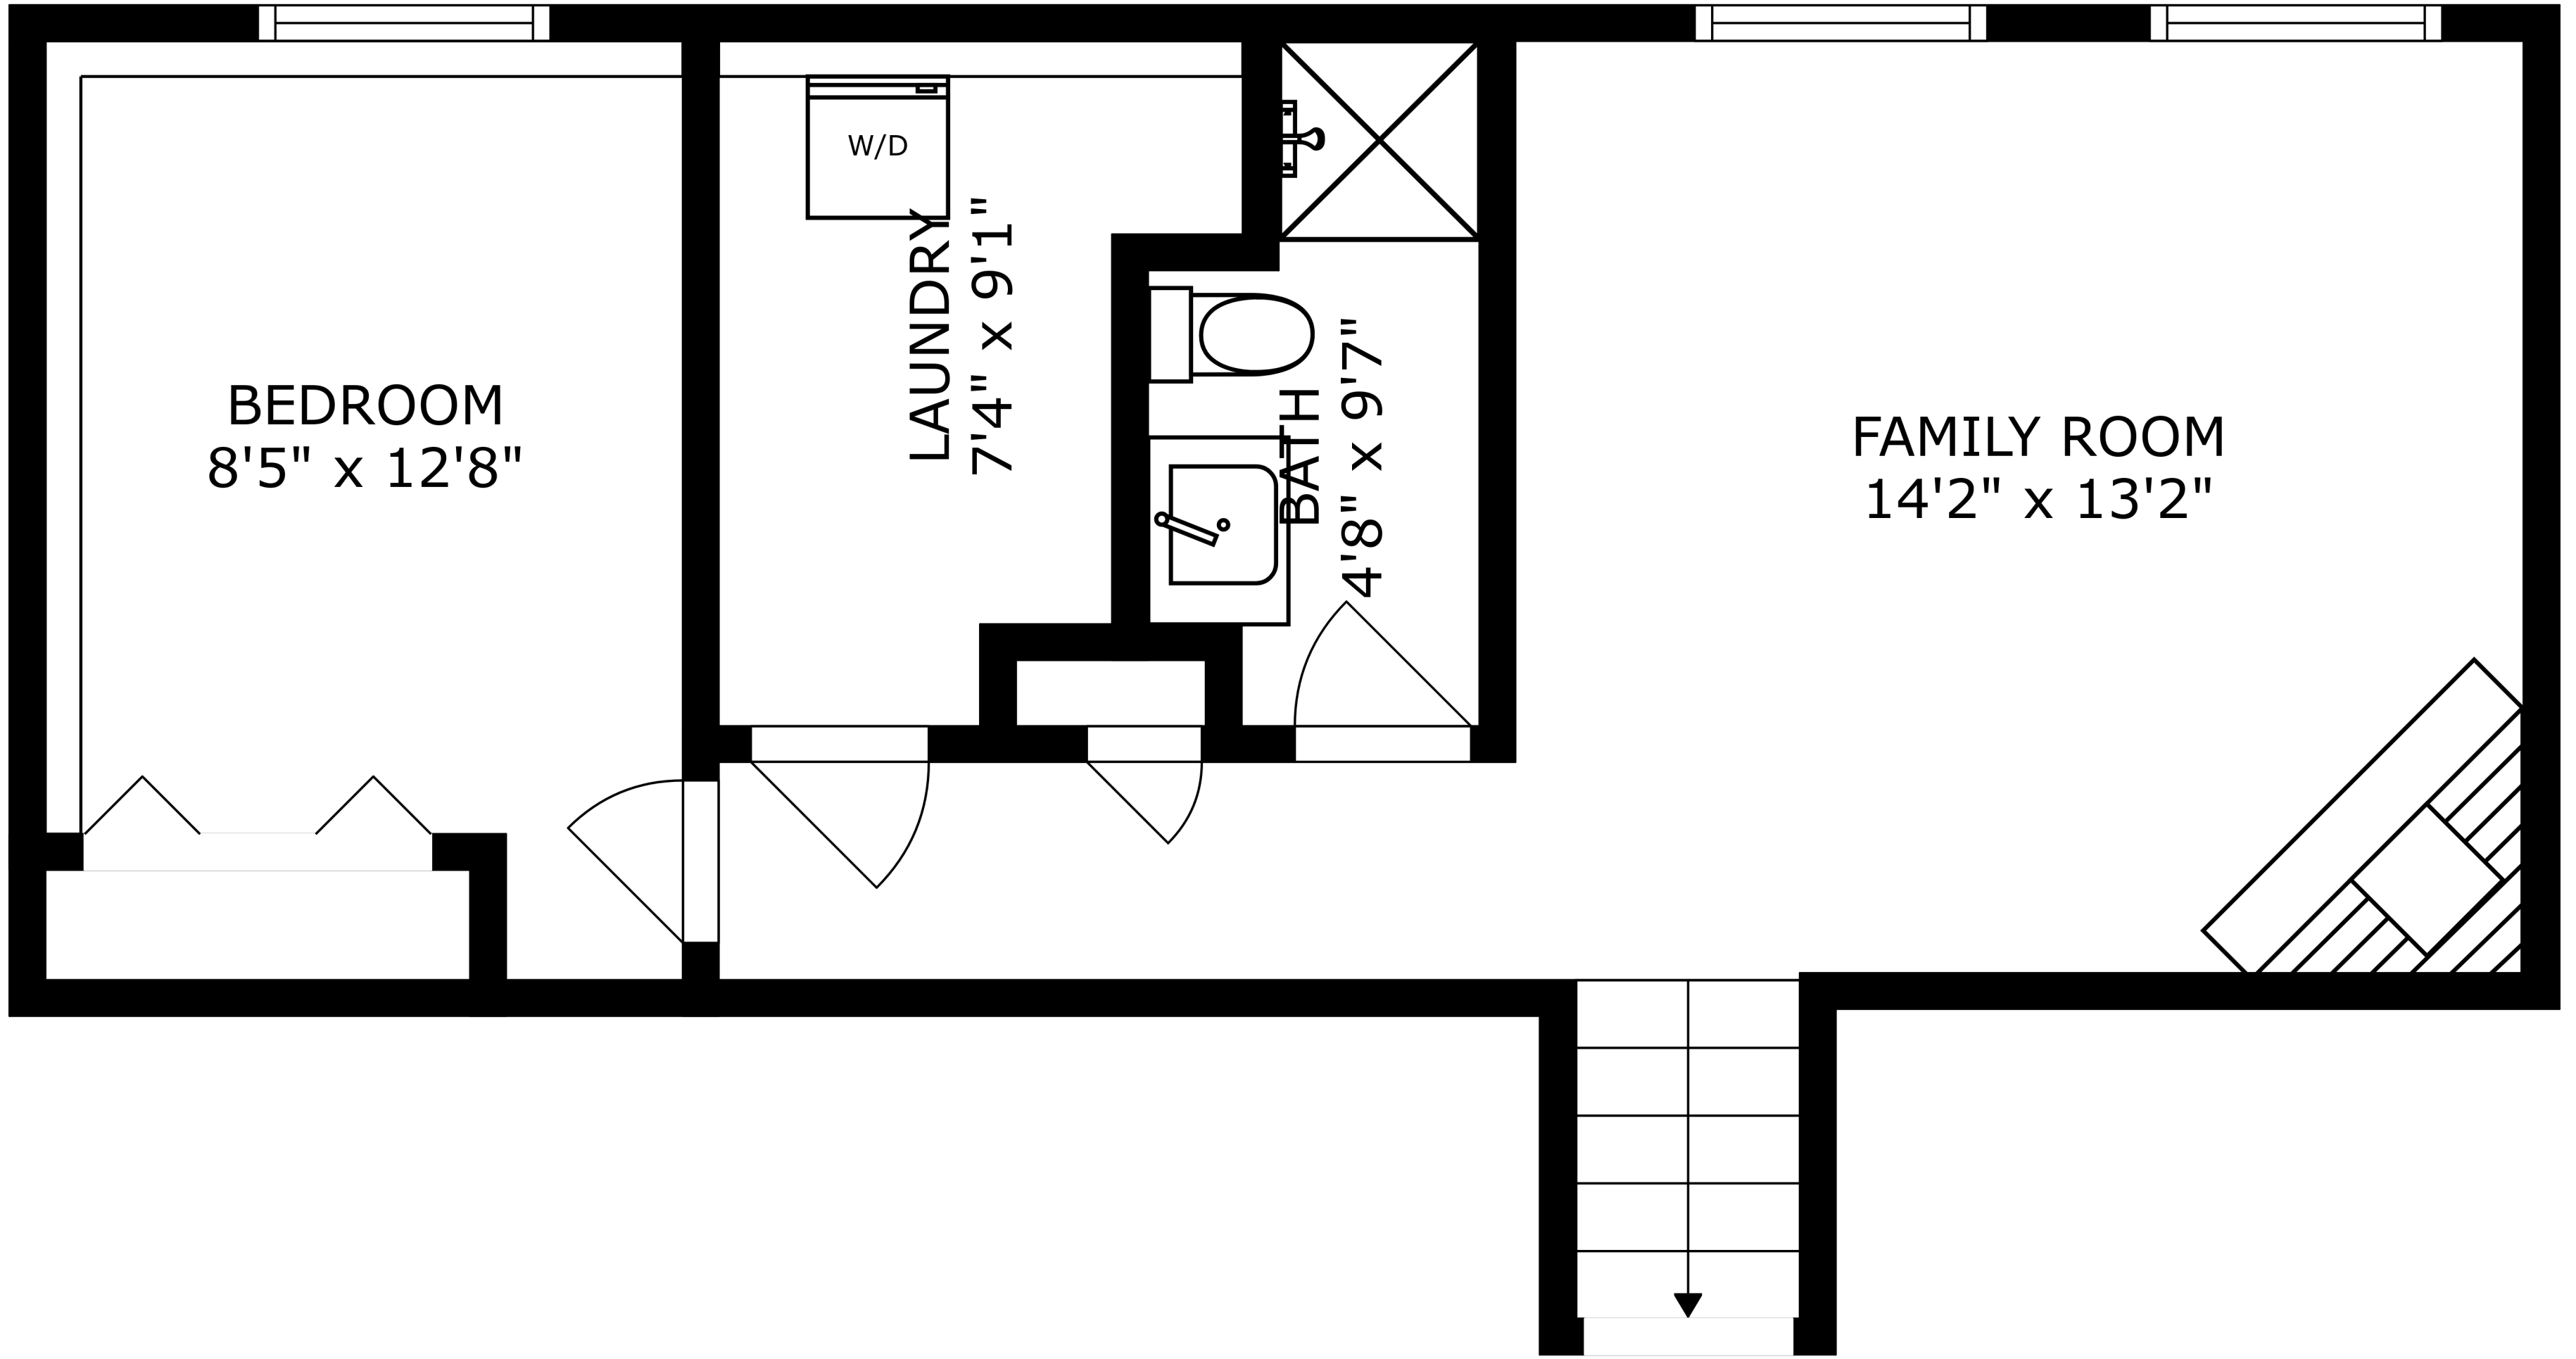 BEDROOM
8'5" x 12'8"
W/D
LAUNDRY
7'4" x 9'1"
BATH
4'8" x 9'7"
FAMILY ROOM
14'2" x 13'2"